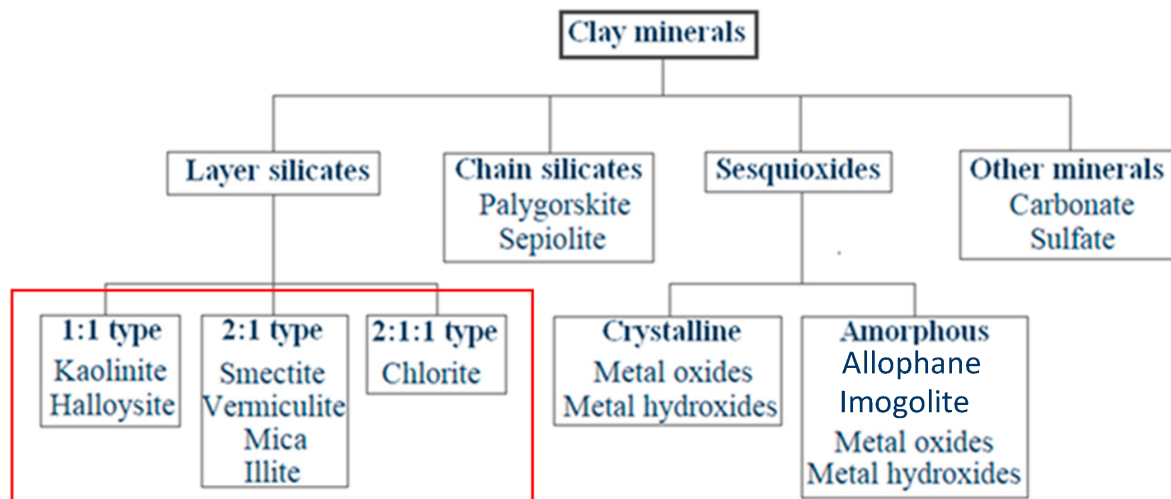 Clay minerals
Layer silicates
Chain silicates
Palygorskite
Sepiolite
Sesquioxides
Other minerals
Carbonate
Sulfate
1:1 type
Kaolinite
Halloysite
2:1 type
Smectite
Vermiculite
Mica
Illite
2:1:1 type
Chlorite
Crystalline
Metal oxides
Metal hydroxides
Amorphous
Allophane
Imogolite
Metal oxides
Metal hydroxides